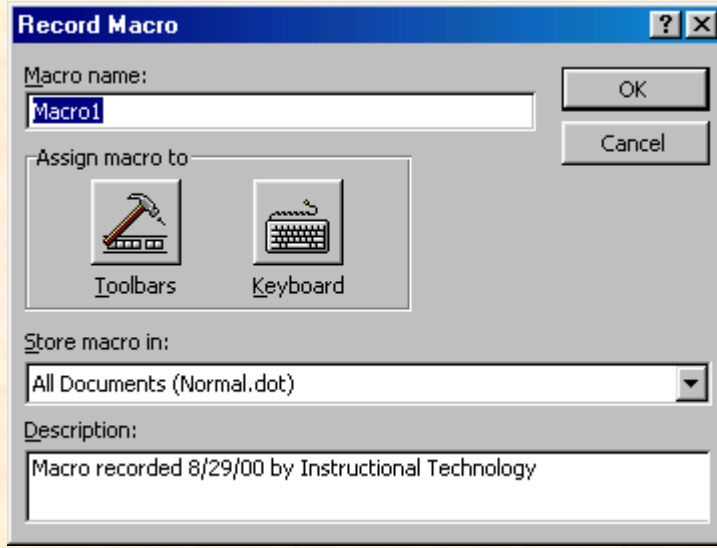 Record Macro
Macro name:
OK
Macro1
Cancel
Assign macro to
Toolbars Keyboard
Store macro in:
All Documents (Normal.dot)
Description:
Macro recorded 8/29/00 by Instructional Technology